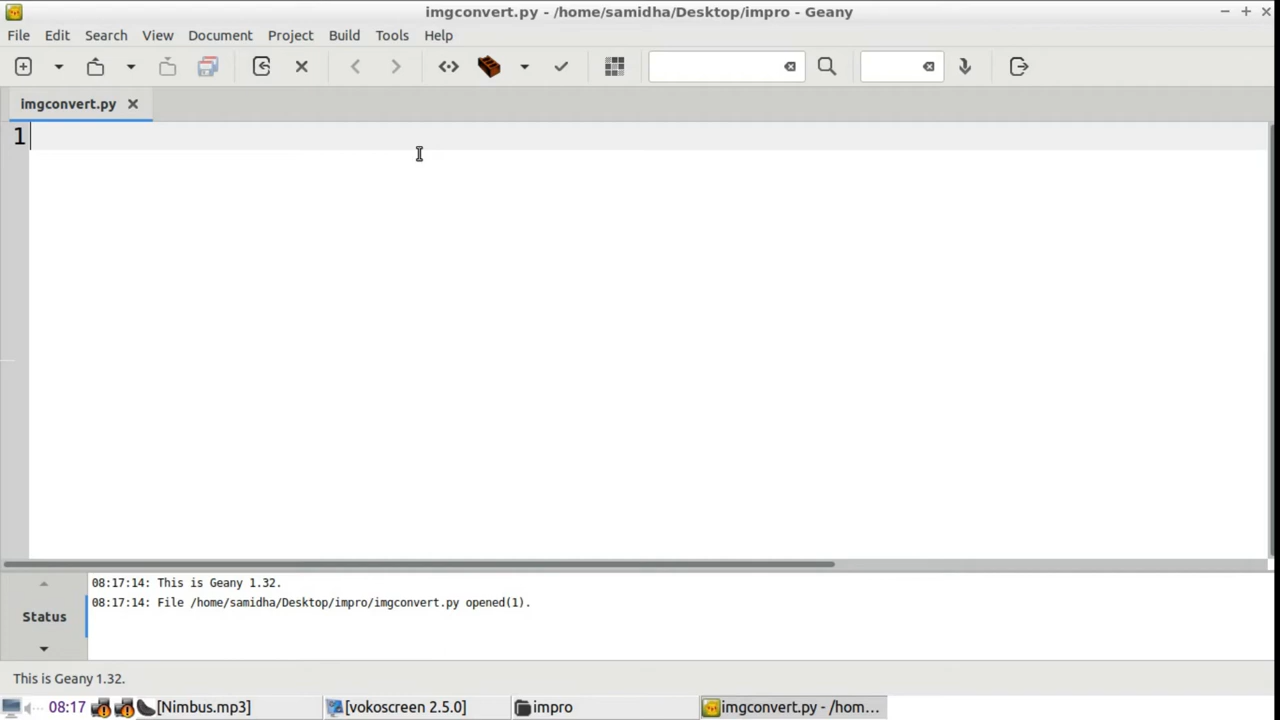 imgconvert.py - /home/samidha/Desktop/impro - Geany
File Edit Search View Document Project Build Tools Help
imgconvert.py
1
08:17:14: This is Geany 1.32.
08:17:14: File /home/samidha/Desktop/impro/imgconvert.py opened(1).
Status
This is Geany 1.32.
08:17 [Nimbus.mp3] [vokoscreen 2.5.0] impro imgconvert.py - /hom...